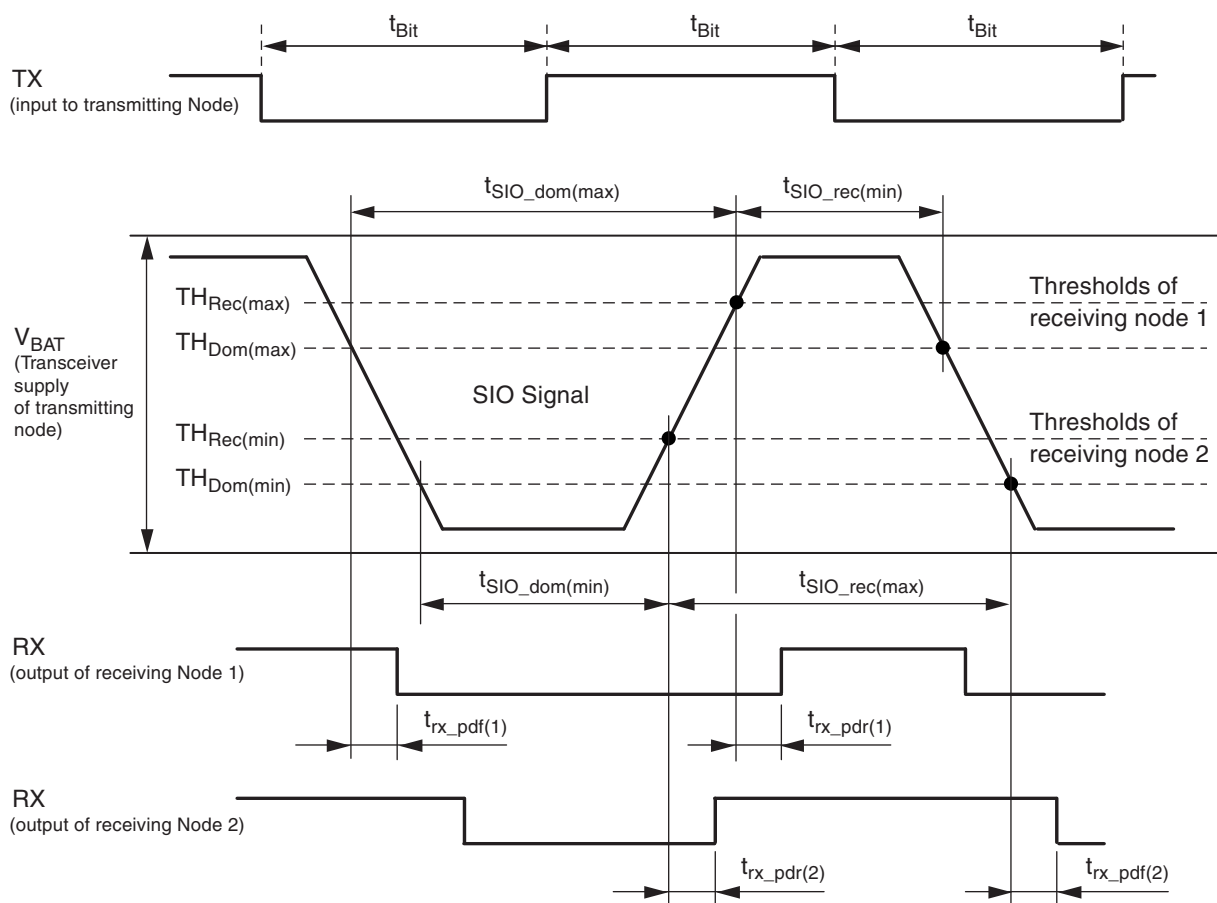 tBit tBit tBit
TX
(input to transmitting Node)
tSIO_dom(max) tSIO_rec(min)
VBAT
(Transceiver
supply
of transmitting
node)
THRec(max)
THDom(max)
THRec(min)
THDom(min)
SIO Signal
Thresholds of
receiving node 1
Thresholds of
receiving node 2
tSIO_dom(min) tSIO_rec(max)
RX
(output of receiving Node 1)
trx_pdf(1) trx_pdr(1)
RX
(output of receiving Node 2)
trx_pdr(2) trx_pdf(2)